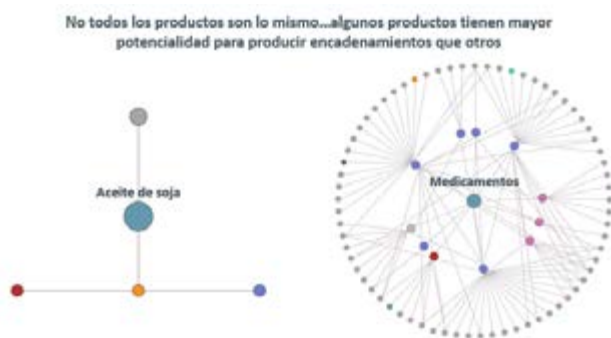 No todos los productos son lo mismo...algunos productos tienen mayor
potencialidad para producir encadenamientos que otros
Aceite de soja
Medicamentos